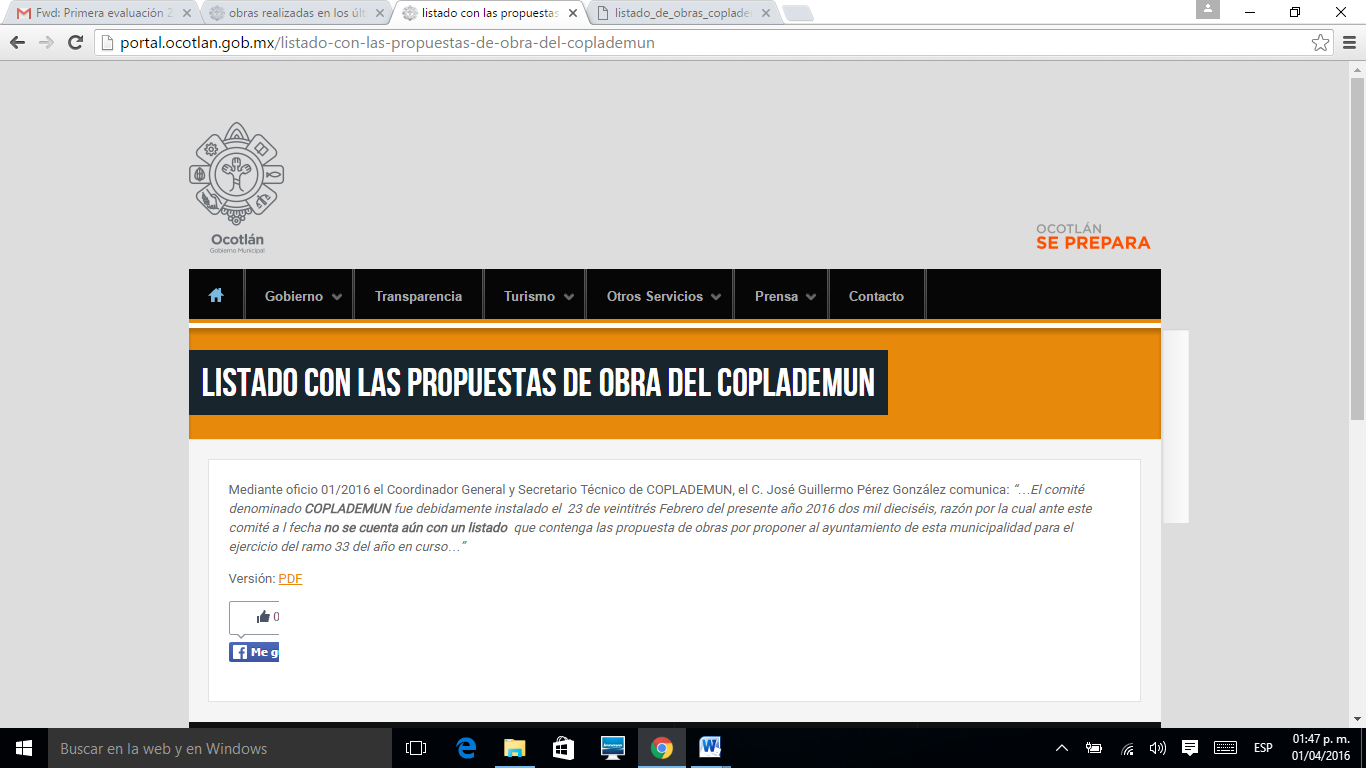 Fwd: Primera evaluación 2
obras realizadas en los últ
listado con las propuestas
listado_de_obras_coplade
portal.ocotlan.gob.mx/listado-con-las-propuestas-de-obra-del-coplademun
Ocotlán
Gobierno Municipal
OCOTLÁN
SE PREPARA
Gobierno Transparencia Turismo Otros Servicios Prensa Contacto
LISTADO CON LAS PROPUESTAS DE OBRA DEL COPLADEMUN
Mediante oficio 01/2016 el Coordinador General y Secretario Técnico de COPLADEMUN, el C. José Guillermo Pérez González comunica: “…El comité
denominado COPLADEMUN fue debidamente instalado el 23 de veintitrés Febrero del presente año 2016 dos mil dieciséis, razón por la cual ante este
comité a l fecha no se cuenta aún con un listado que contenga las propuesta de obras por proponer al ayuntamiento de esta municipalidad para el
ejercicio del ramo 33 del año en curso…”
Versión: PDF
0
Me g
Buscar en la web y en Windows
ESP
01:47 p. m.
01/04/2016